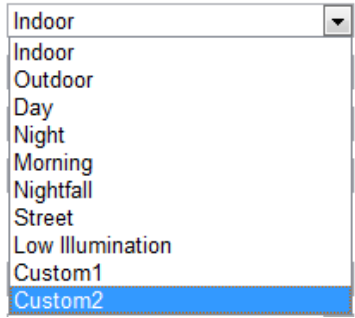 Indoor
Indoor
Outdoor
Day
Night
Morning
Nightfall
Street
Low Illumination
Custom1
Custom2